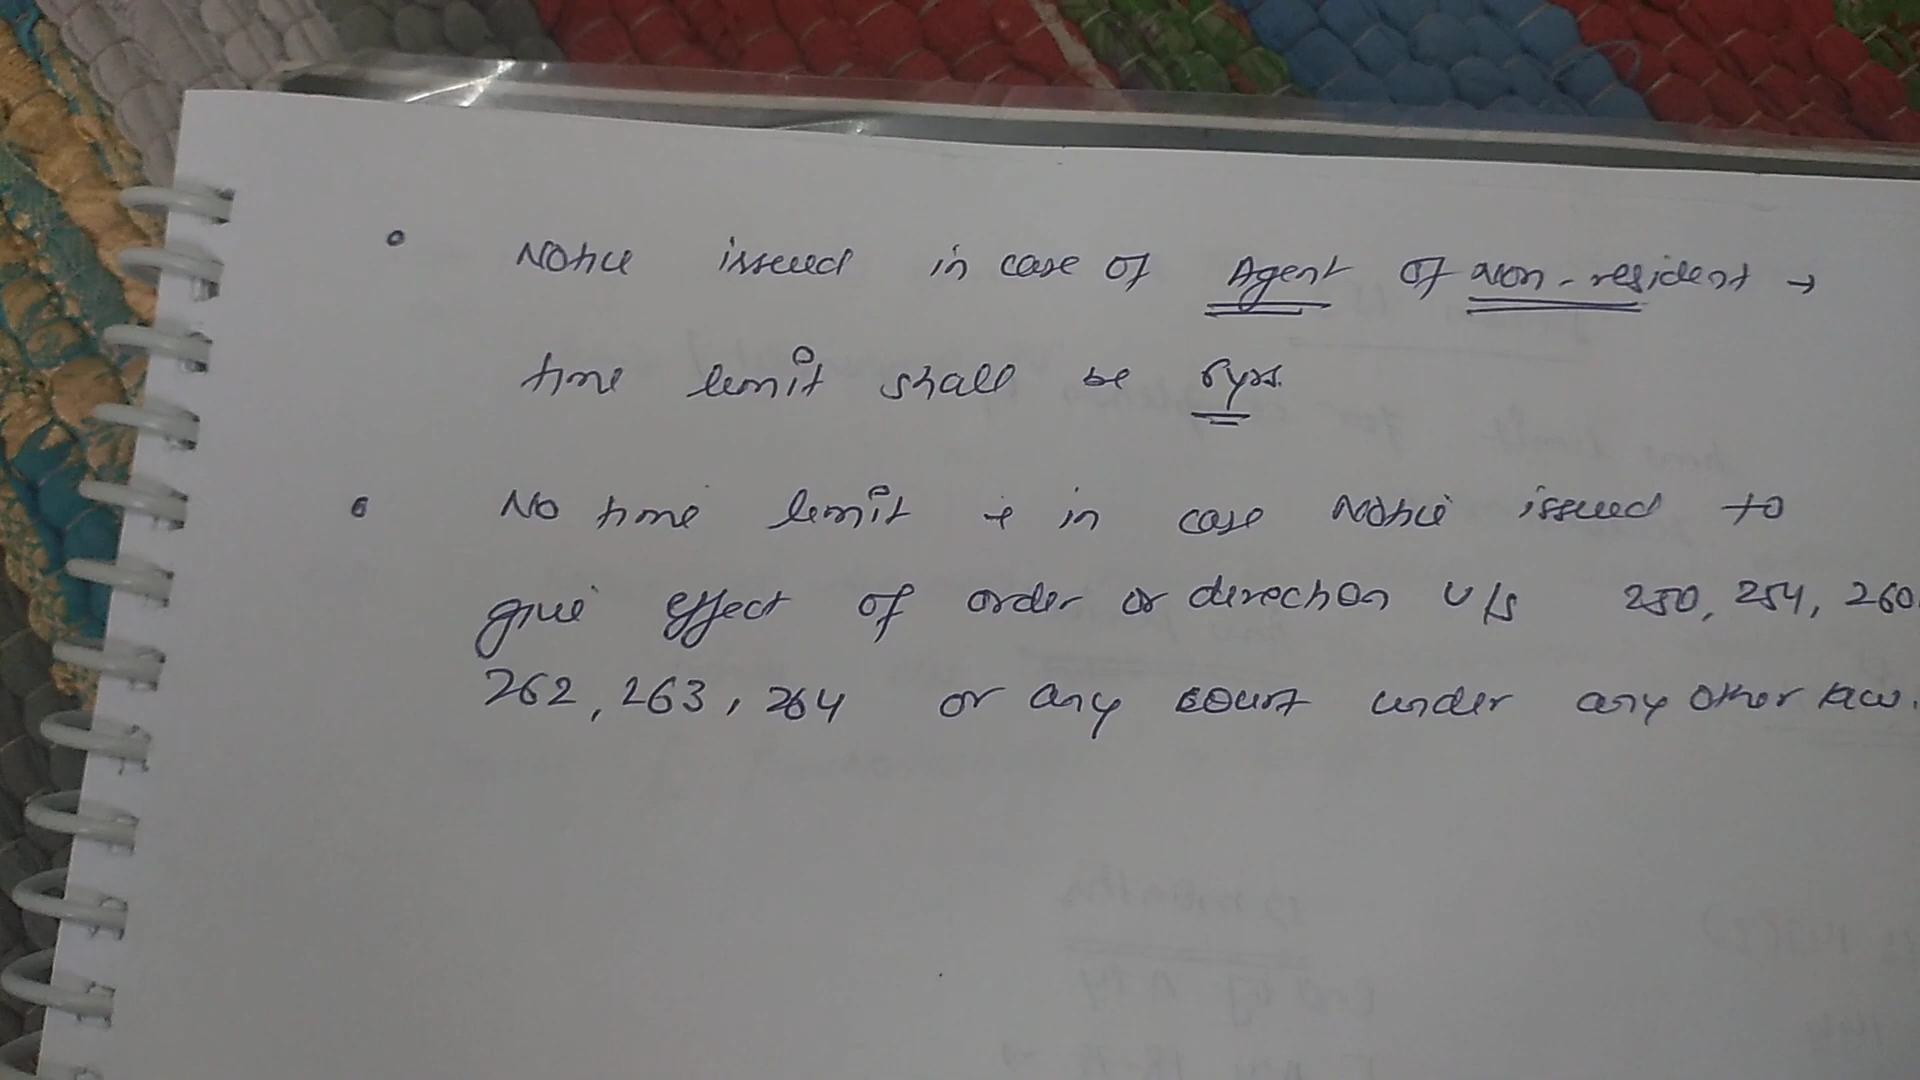 Notice issued in case of Agent of non-resident →
time limit shall be 6yrs.
No time limit → in case Notice issued to
give effect of order or direction u/s 250, 254, 260,
262, 263, 264 or any court under any other law.